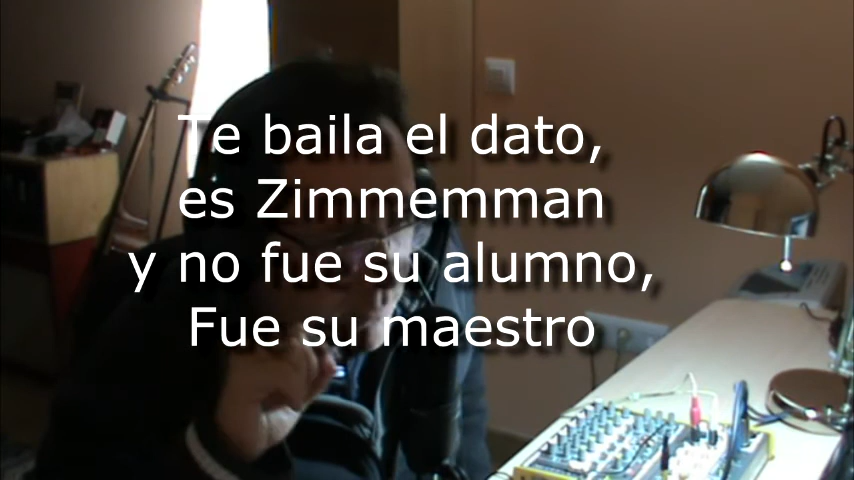 Te baila el dato,
es Zimmemman
y no fue su alumno,
Fue su maestro